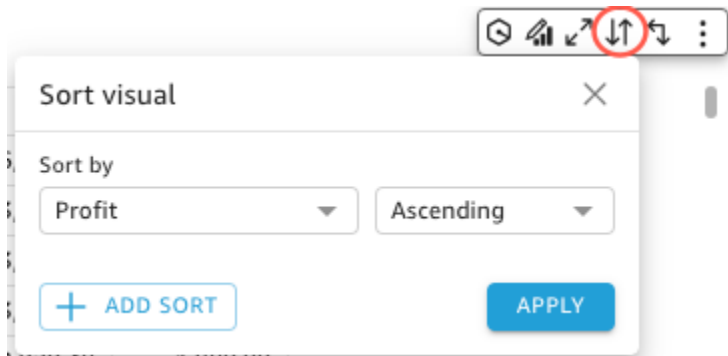 Sort visual
Sort by
Profit
Ascending
ADD SORT
APPLY